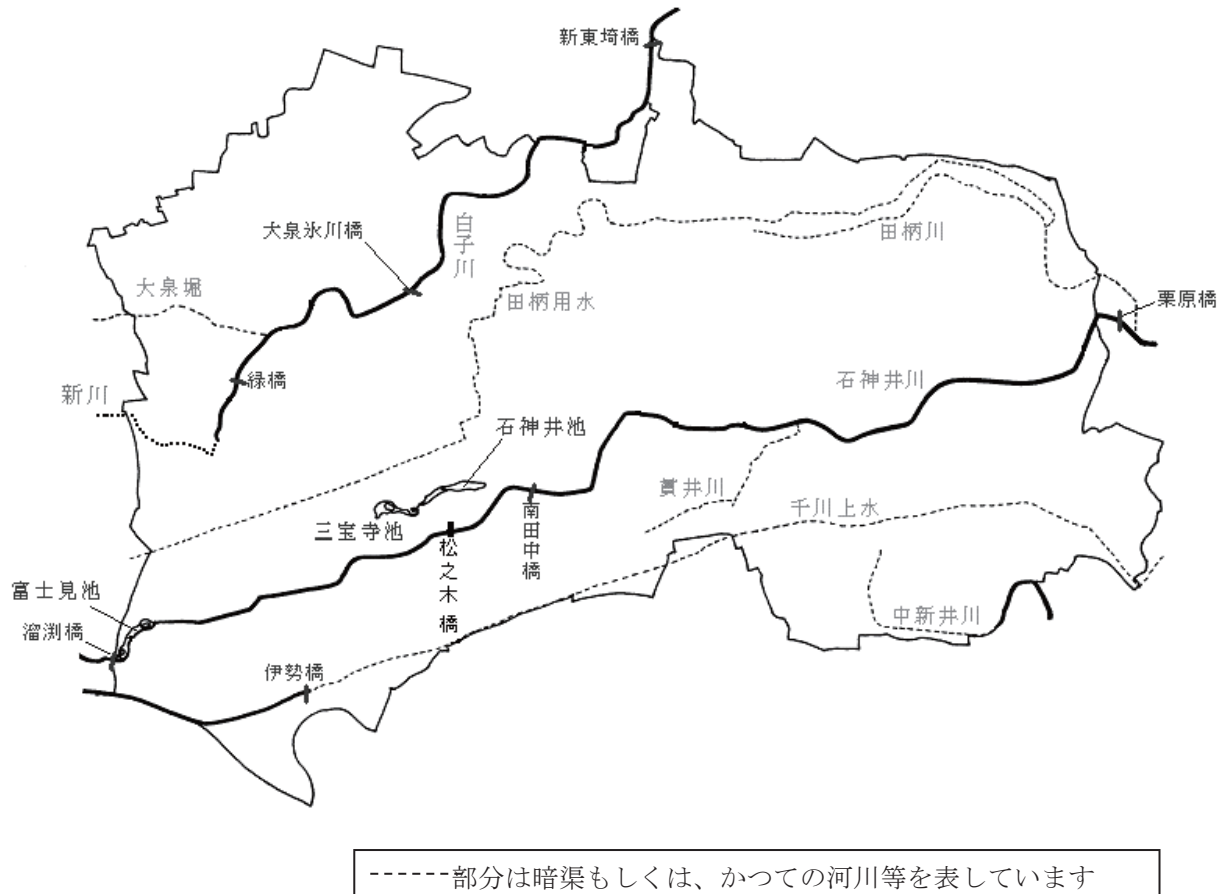 新東埼橋
大泉氷川橋
白子川
田柄川
大泉堀
田柄用水
栗原橋
新川
緑橋
石神井川
石神井池
貫井川
千川上水
三宝寺池
南田中橋
松之木橋
富士見池
溜渕橋
中新井川
伊勢橋
------部分は暗渠もしくは、かつての河川等を表しています